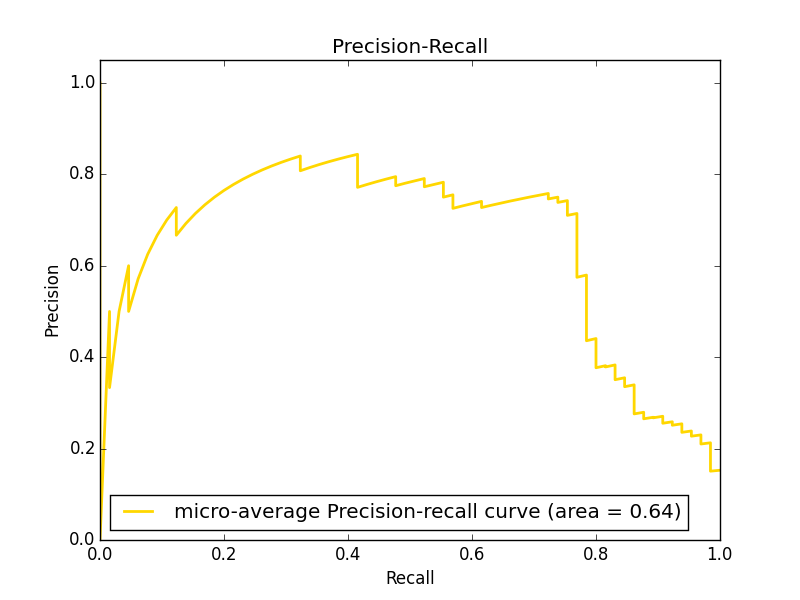 Precision-Recall
1.0
0.8
0.6
0.4
0.2
0.0
Precision
micro-average Precision-recall curve (area = 0.64)
0.0 0.2 0.4 0.6 0.8 1.0
Recall